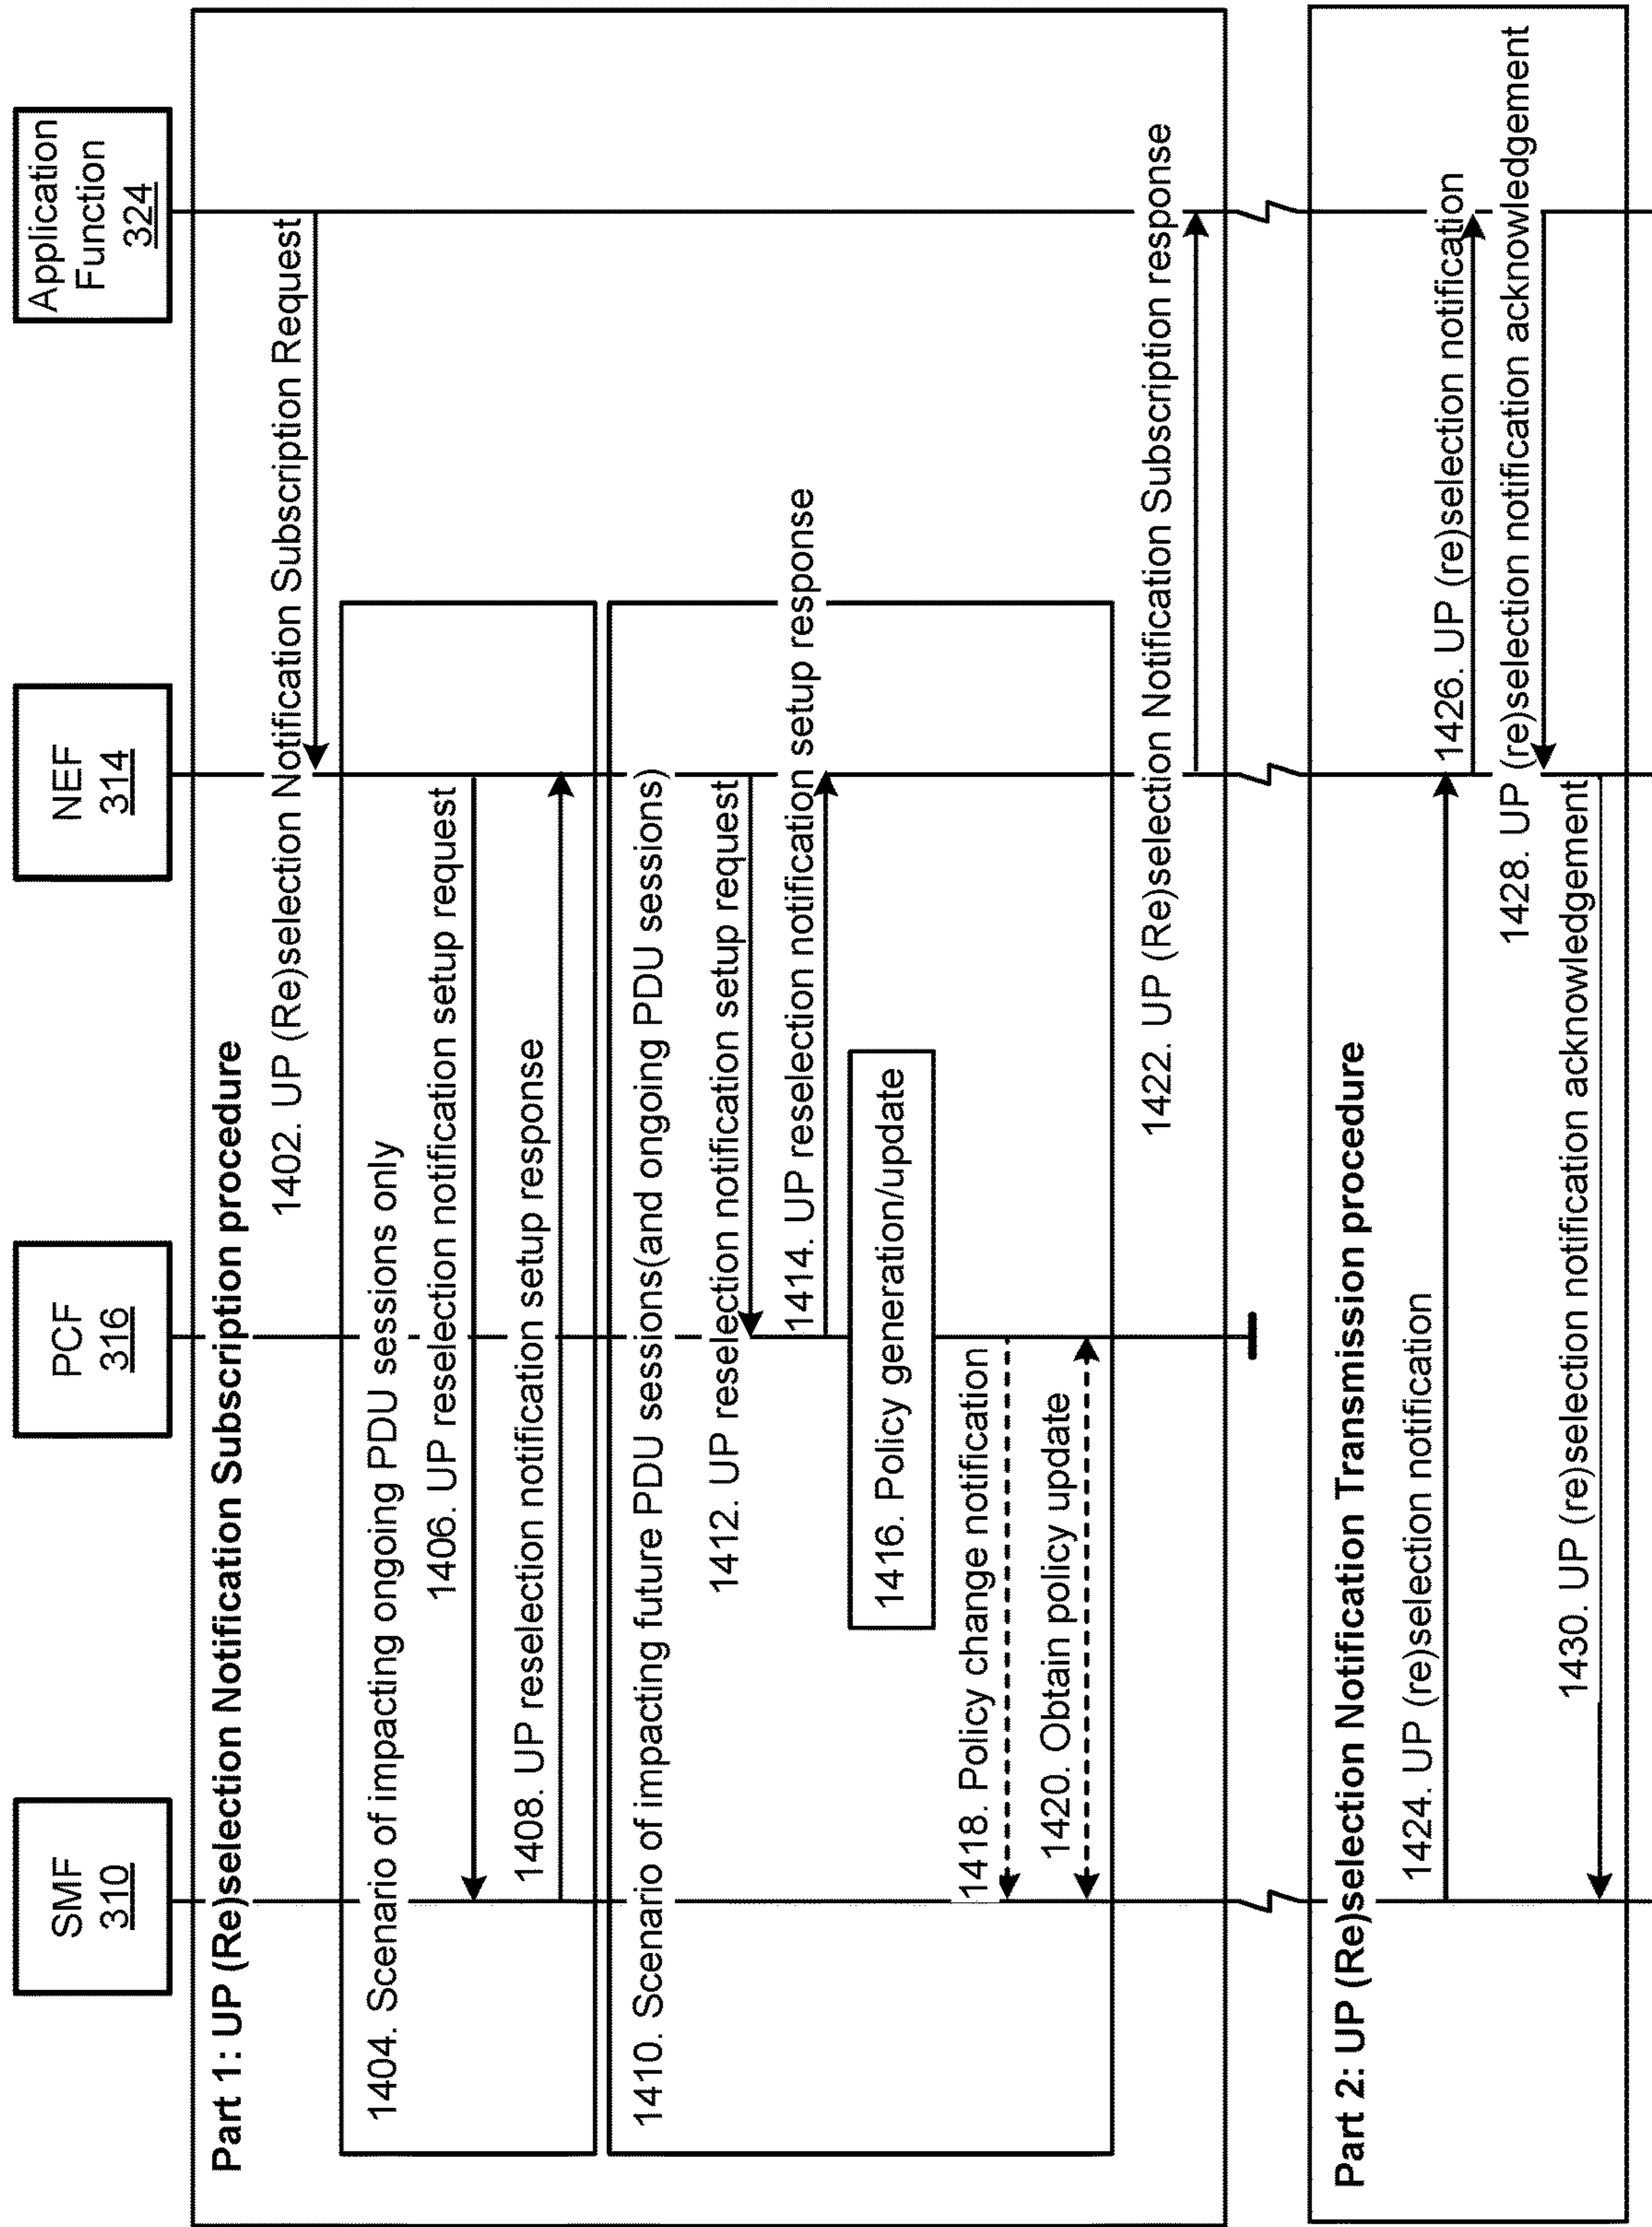 SMF
310
PCF
316
NEF
314
Application
Function
324
Part 1: UP (Re)selection Notification Subscription procedure
1402. UP (Re)selection Notification Subscription Request
1404. Scenario of impacting ongoing PDU sessions only
1406. UP reselection notification setup request
1408. UP reselection notification setup response
1410. Scenario of impacting future PDU sessions(and ongoing PDU sessions)
1412. UP reselection notification setup request
1414. UP reselection notification setup response
1416. Policy generation/update
1418. Policy change notification
1420. Obtain policy update
1422. UP (Re)selection Notification Subscription response
Part 2: UP (Re)selection Notification Transmission procedure
1424. UP (re)selection notification
1426. UP (re)selection notification
1428. UP (re)selection notification acknowledgement
1430. UP (re)selection notification acknowledgement